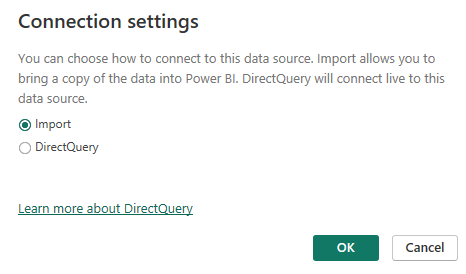 Connection settings
You can choose how to connect to this data source. Import allows you to
bring a copy of the data into Power BI. DirectQuery will connect live to this
data source.
Import
DirectQuery
Learn more about DirectQuery
OK Cancel